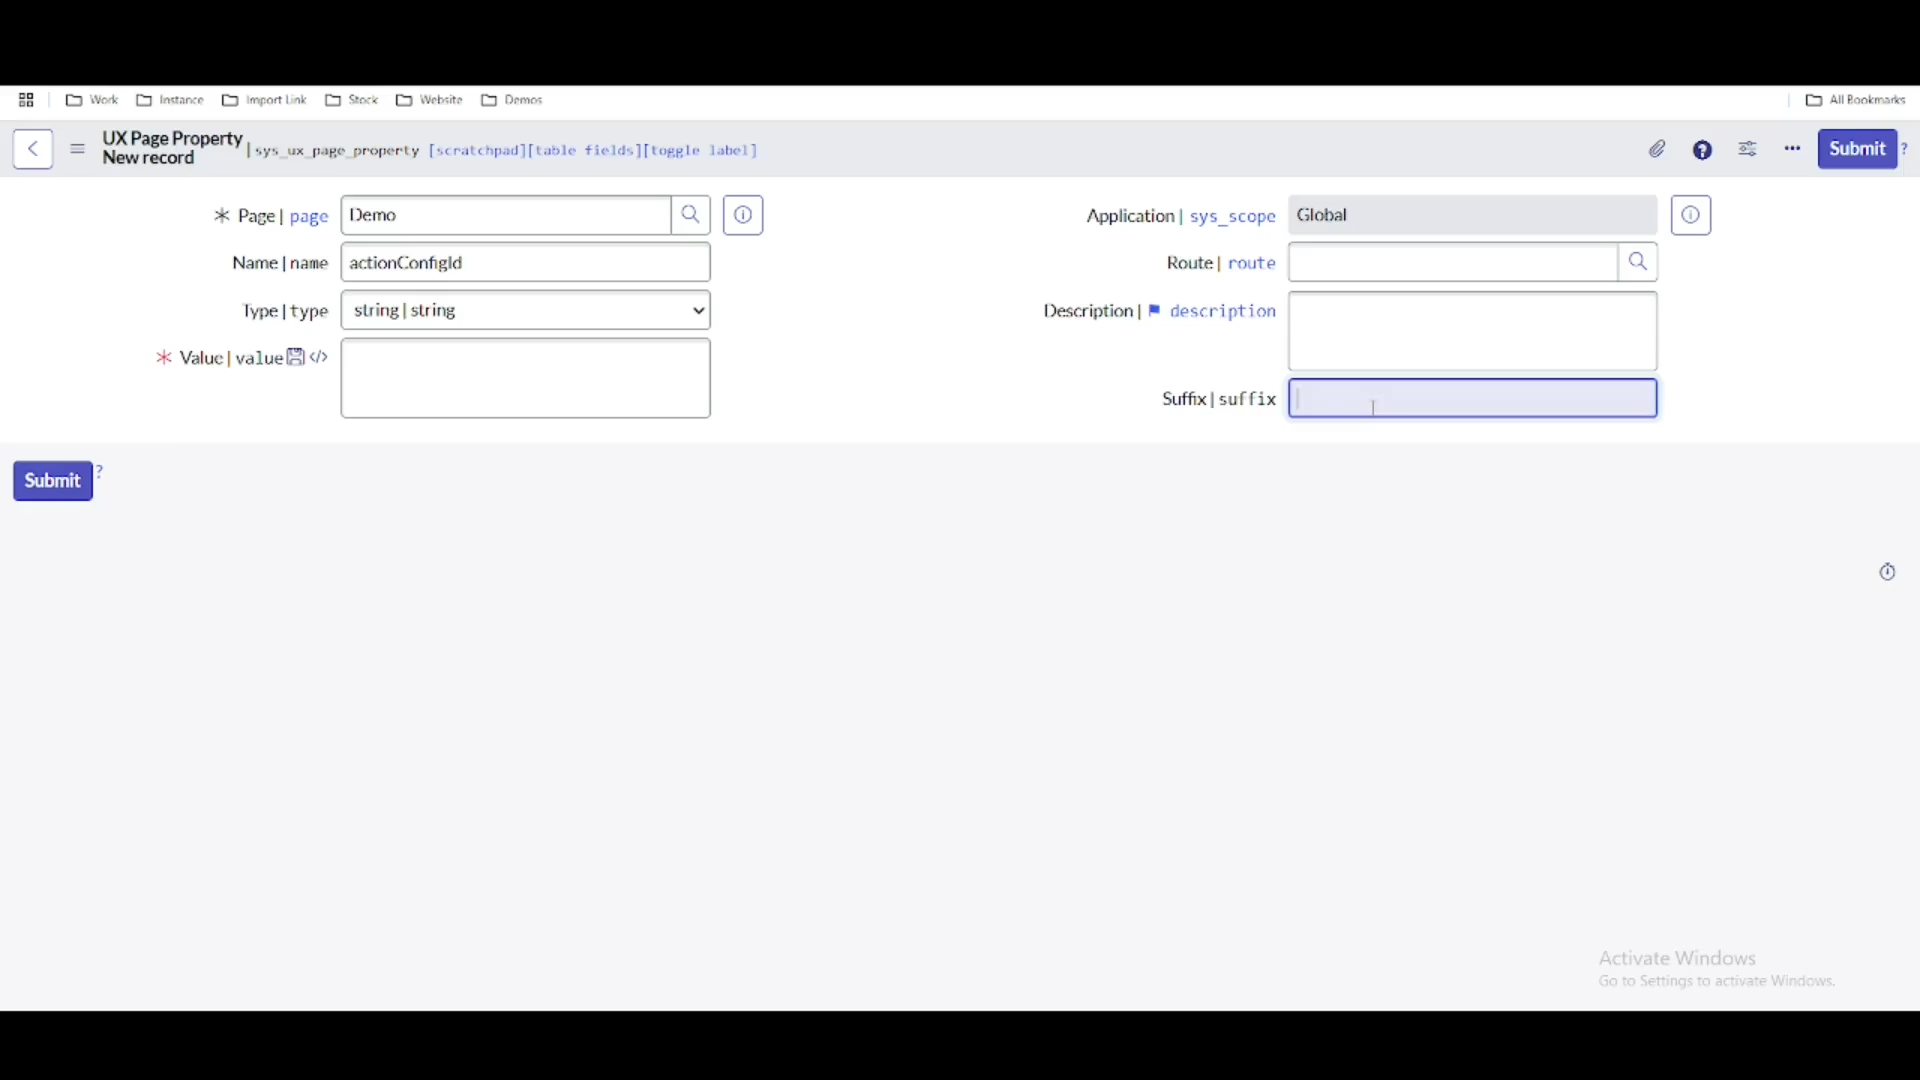 Work Instance Import Link Stock Website Demos All Bookmarks
UX Page Property
New record
| sys_ux_page_property [scratchpad][table fields][toggle label]
Submit ?
Page | page Demo
Application | sys_scope Global
Name | name actionConfigId
Route | route
Type | type string | string
Description | description
Value | value </>
Suffix | suffix
Submit ?
Activate Windows
Go to Settings to activate Windows.